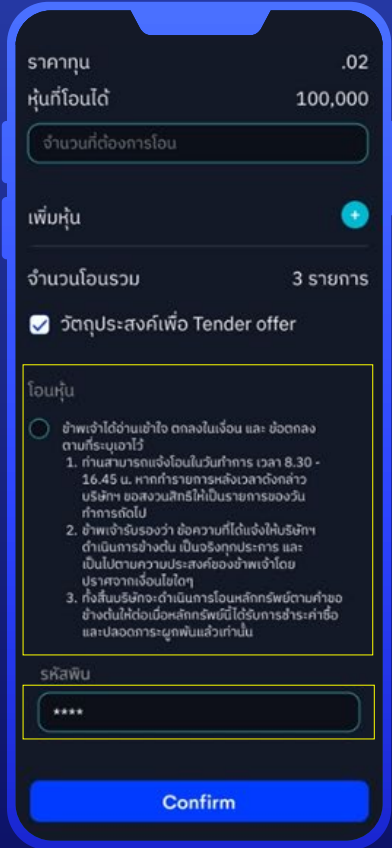 ราคาทุน .02
หุ้นที่โอนได้ 100,000
จำนวนที่ต้องการโอน
เพิ่มหุ้น +
จำนวนโอนรวม 3 รายการ
วัตถุประสงค์เพื่อ Tender offer
โอนหุ้น
ข้าพเจ้าได้อ่านเข้าใจ ตกลงในเงื่อน และ ข้อตกลง
ตามที่ระบุเอาไว้
1. ท่านสามารถแจ้งโอนในวันทำการ เวลา 8.30 -
16.45 น. หากทำรายการหลังเวลาดังกล่าว
บริษัทฯ ขอสงวนสิทธิให้เป็นรายการของวัน
ทำการถัดไป
2. ข้าพเจ้ารับรองว่า ข้อความที่ได้แจ้งให้บริษัทฯ
ดำเนินการข้างต้น เป็นจริงทุกประการ และ
เป็นไปตามความประสงค์ของข้าพเจ้าโดย
ปราศจากเงื่อนไขใดๆ
3. ทั้งสิ้นบริษัทจะดำเนินการโอนหลักทรัพย์ตามคำขอ
ข้างต้นให้ต่อเมื่อหลักทรัพย์นี้ได้รับการชำระค่าซื้อ
และปลอดภาระผูกพันแล้วเท่านั้น
รหัสพิน
****
Confirm